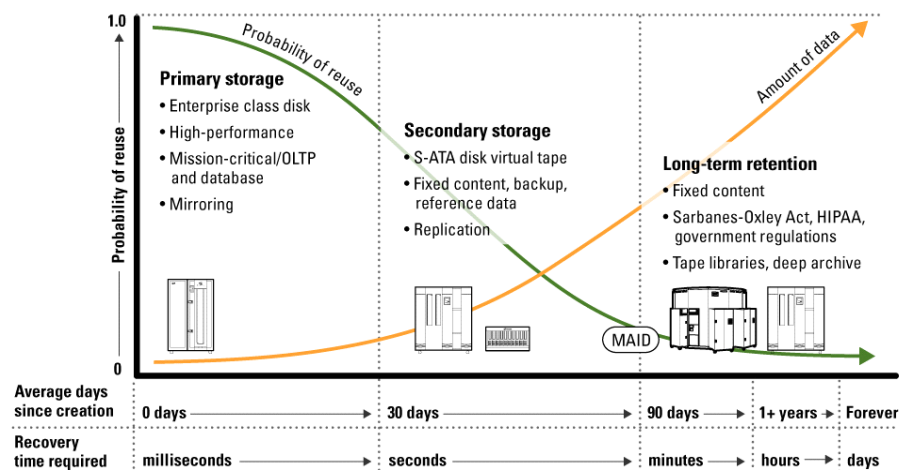 1.0
Probability of reuse
Probability of reuse
Amount of data
Primary storage
• Enterprise class disk
• High-performance
• Mission-critical/OLTP
and database
• Mirroring
Secondary storage
• S-ATA disk virtual tape
• Fixed content, backup,
reference data
• Replication
Long-term retention
• Fixed content
• Sarbanes-Oxley Act, HIPAA,
government regulations
• Tape libraries, deep archive
MAID
0
Average days
since creation
0 days
30 days
90 days
1+ years
Forever
Recovery
time required
milliseconds
seconds
minutes
hours
days